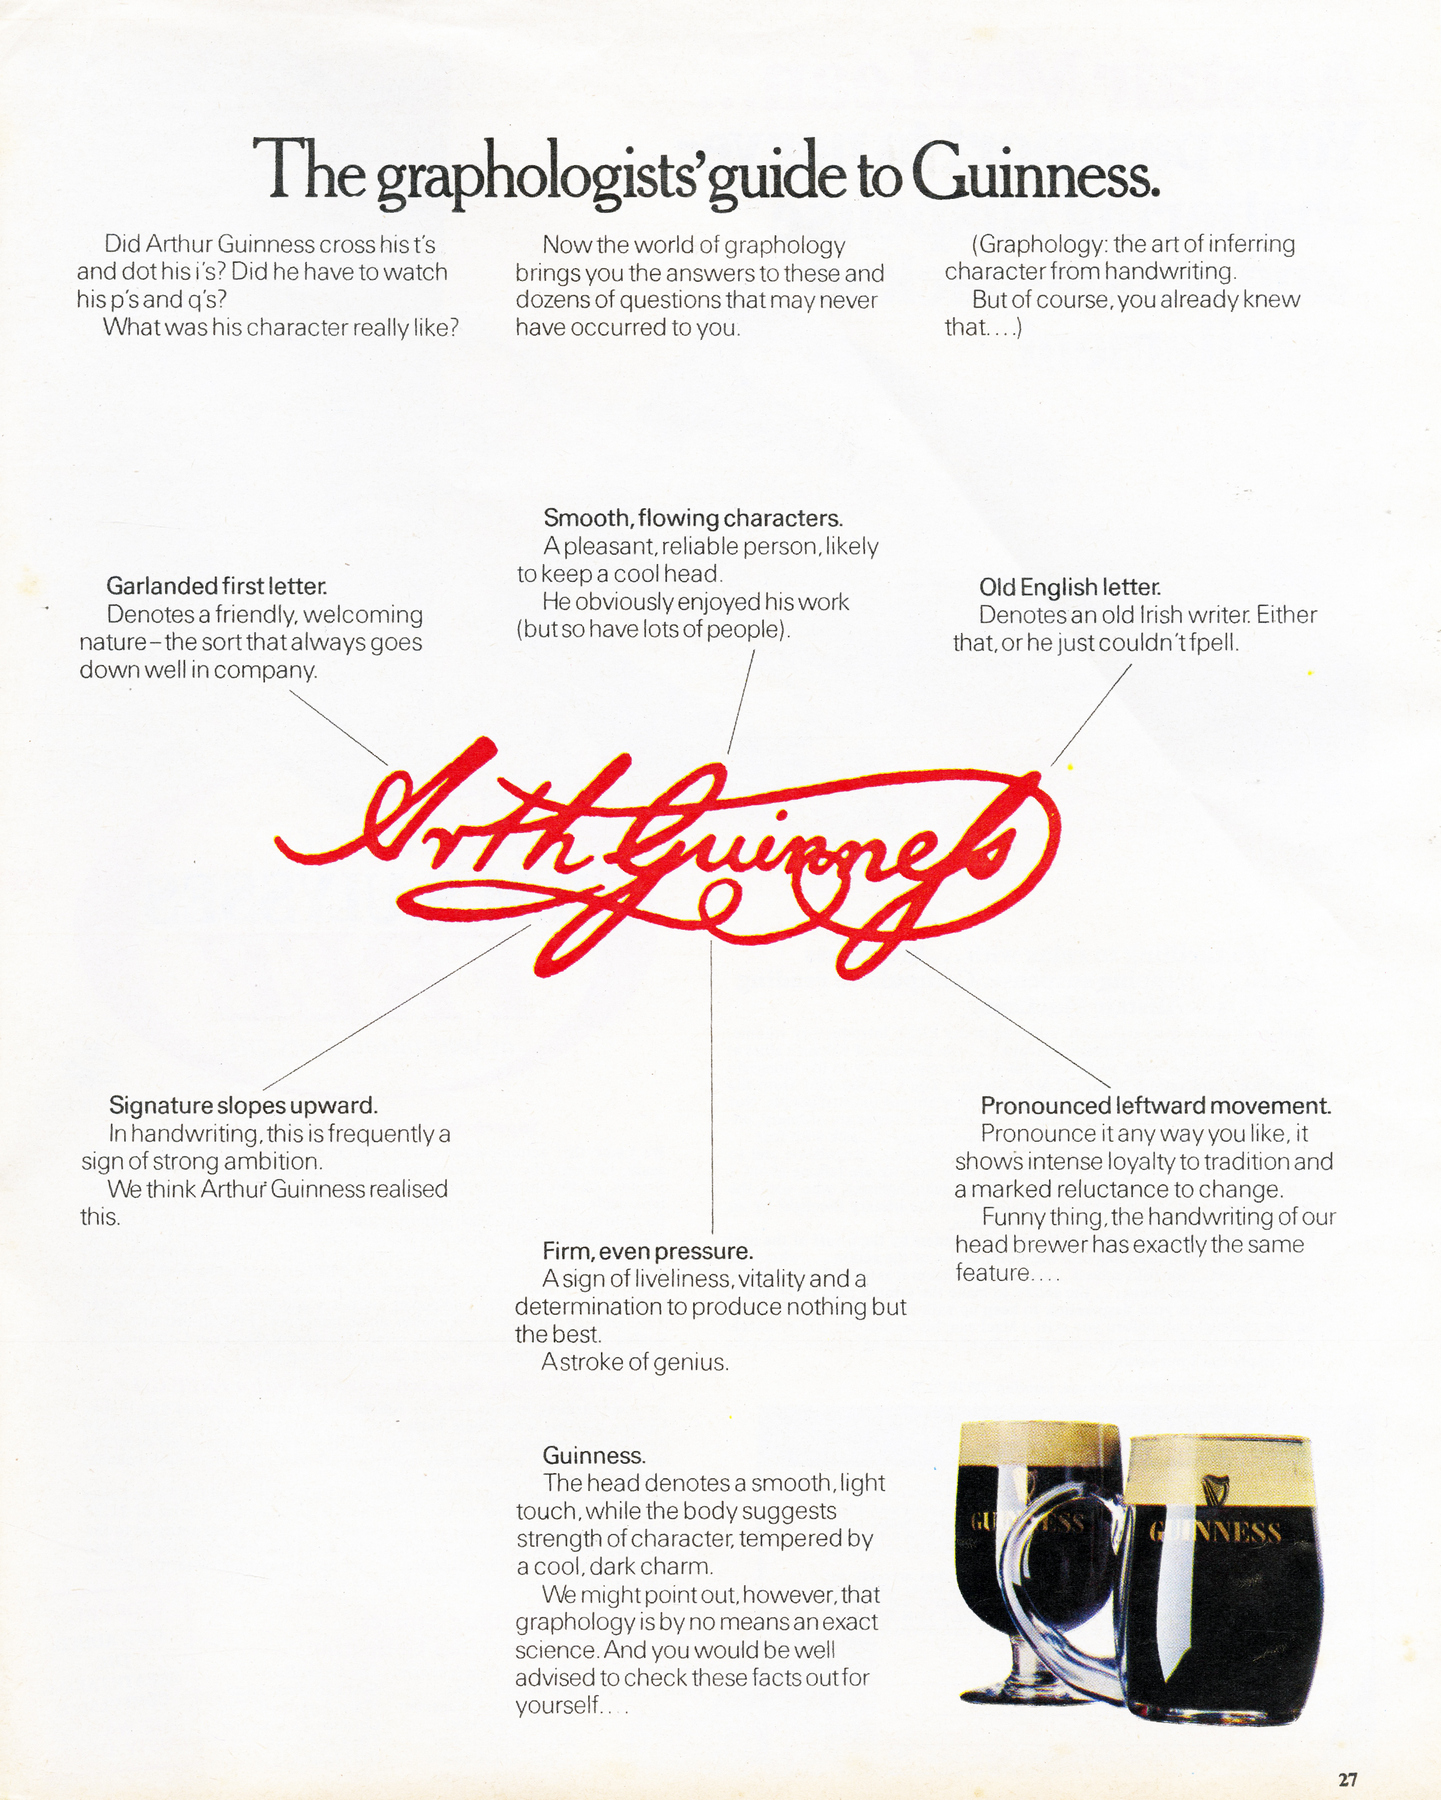 The graphologists' guide to Guinness.
Did Arthur Guinness cross his t's
and dot his i's? Did he have to watch
his p's and q's?
What was his character really like?
Now the world of graphology
brings you the answers to these and
dozens of questions that may never
have occurred to you.
(Graphology: the art of inferring
character from handwriting.
But of course, you already knew
that. . . .)
Smooth, flowing characters.
A pleasant, reliable person, likely
to keep a cool head.
He obviously enjoyed his work
(but so have lots of people).
Garlanded first letter.
Denotes a friendly, welcoming
nature – the sort that always goes
down well in company.
Old English letter.
Denotes an old Irish writer. Either
that, or he just couldn't fpell.
Arth Guinneſs
Signature slopes upward.
In handwriting, this is frequently a
sign of strong ambition.
We think Arthur Guinness realised
this.
Firm, even pressure.
A sign of liveliness, vitality and a
determination to produce nothing but
the best.
A stroke of genius.
Pronounced leftward movement.
Pronounce it any way you like, it
shows intense loyalty to tradition and
a marked reluctance to change.
Funny thing, the handwriting of our
head brewer has exactly the same
feature. . . .
Guinness.
The head denotes a smooth, light
touch, while the body suggests
strength of character, tempered by
a cool, dark charm.
We might point out, however, that
graphology is by no means an exact
science. And you would be well
advised to check these facts out for
yourself. . . .
GUINNESS
GUINNESS
27